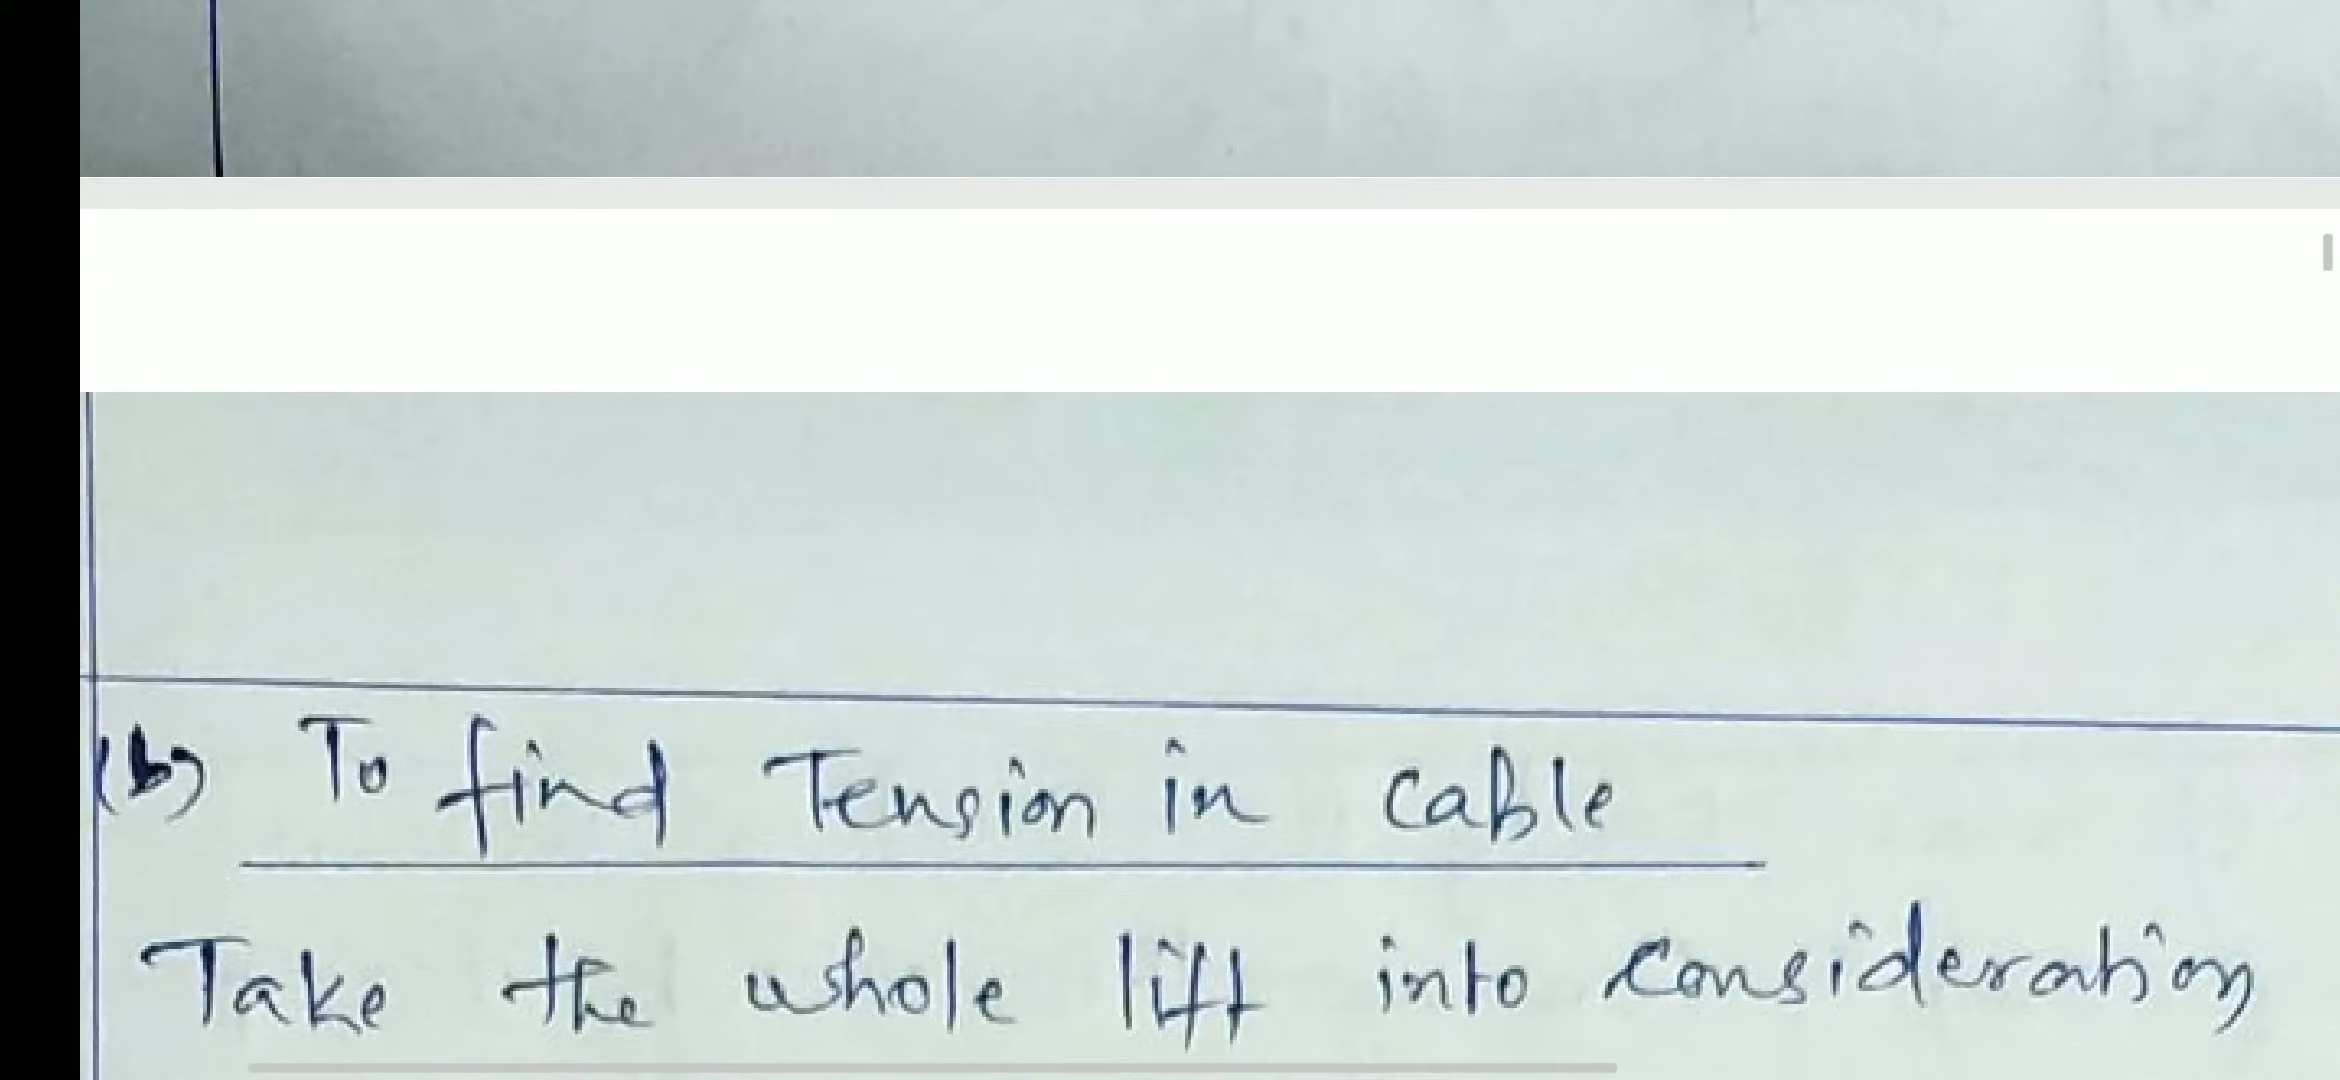 (b) To find Tension in cable
Take the whole lift into consideration